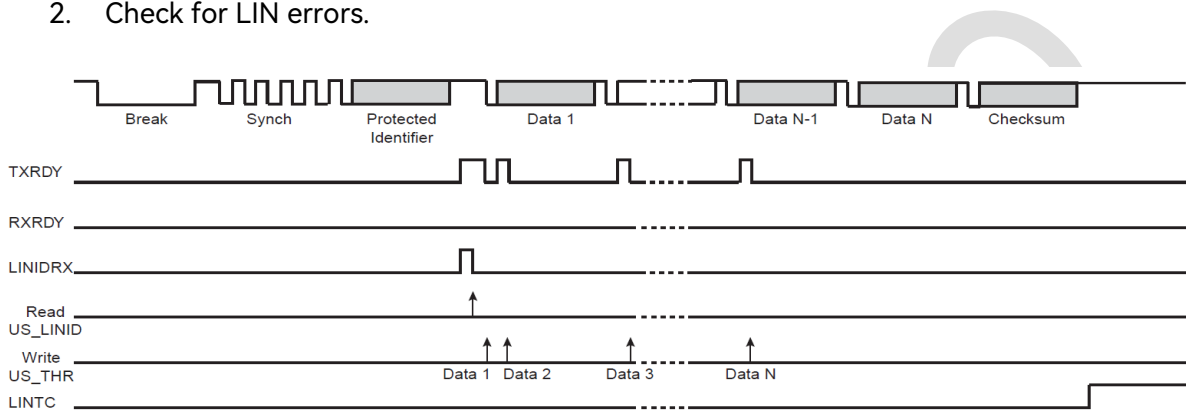 2. Check for LIN errors.
Break Synch Protected Data 1 Data N-1 Data N Checksum
Identifier
TXRDY
RXRDY
LINIDRX
Read
US_LINID
Write
US_THR
Data 1 Data 2 Data 3 Data N
LINTC